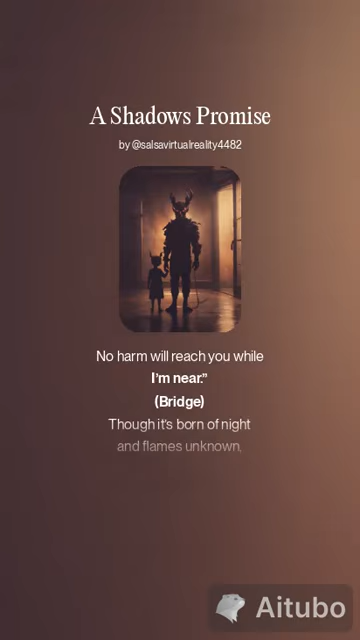 A Shadows Promise
by @salsavirtualreality4482
No harm will reach you while
I'm near.”
(Bridge)
Though it's born of night
and flames unknown,
Aitubo